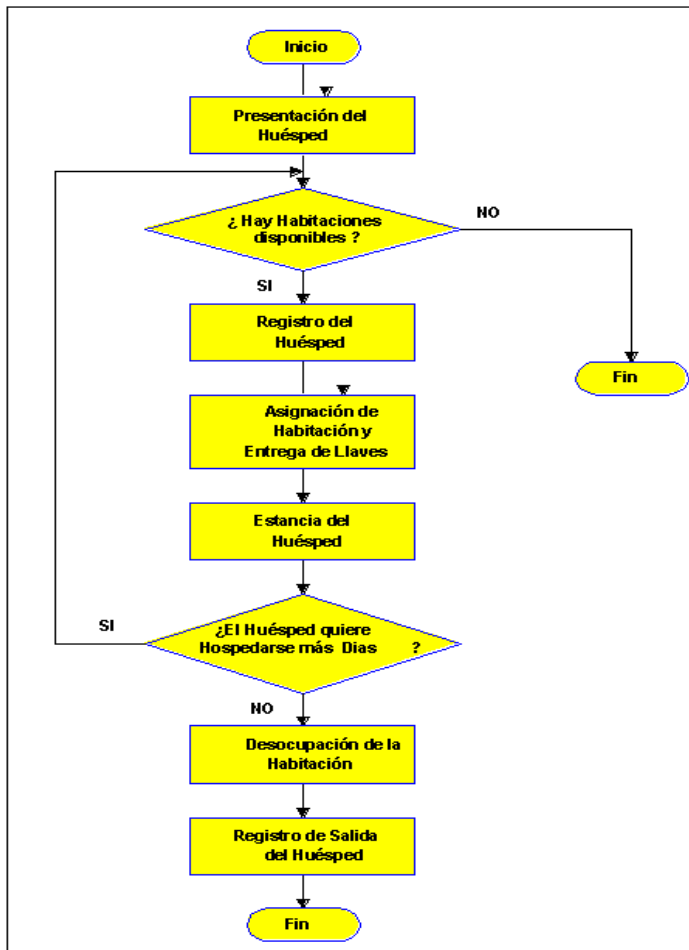 Inicio
Presentación del
Huésped
¿ Hay Habitaciones
disponibles ?
NO
SI
Registro del
Huésped
Fin
Asignación de
Habitación y
Entrega de Llaves
Estancia del
Huésped
SI
¿El Huésped quiere
Hospedarse más Dias ?
NO
Desocupación de la
Habitación
Registro de Salida
del Huésped
Fin